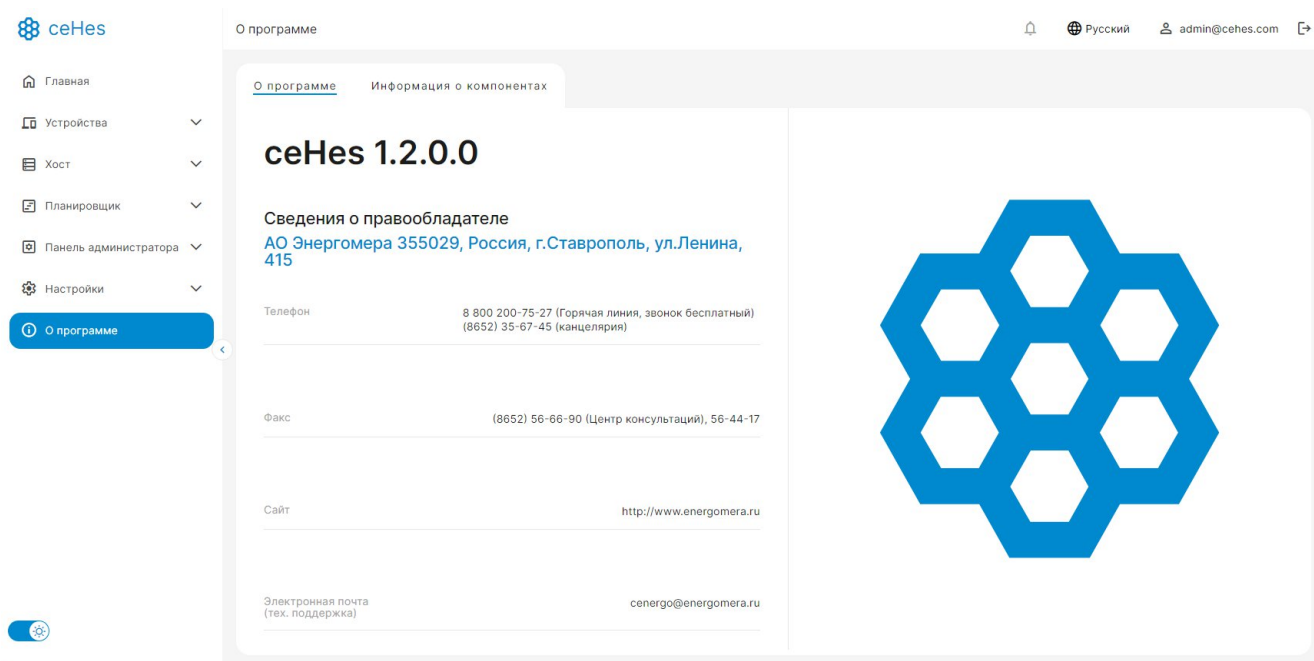 ceHes
О программе
Русский
admin@cehes.com
Главная
Устройства
Хост
Планировщик
Панель администратора
Настройки
О программе
О программе
Информация о компонентах
ceHes 1.2.0.0
Сведения о правообладателе
АО Энергомера 355029, Россия, г.Ставрополь, ул.Ленина,
415
Телефон
8 800 200-75-27 (Горячая линия, звонок бесплатный)
(8652) 35-67-45 (канцелярия)
Факс
(8652) 56-66-90 (Центр консультаций), 56-44-17
Сайт
http://www.energomera.ru
Электронная почта
(тех. поддержка)
cenergo@energomera.ru